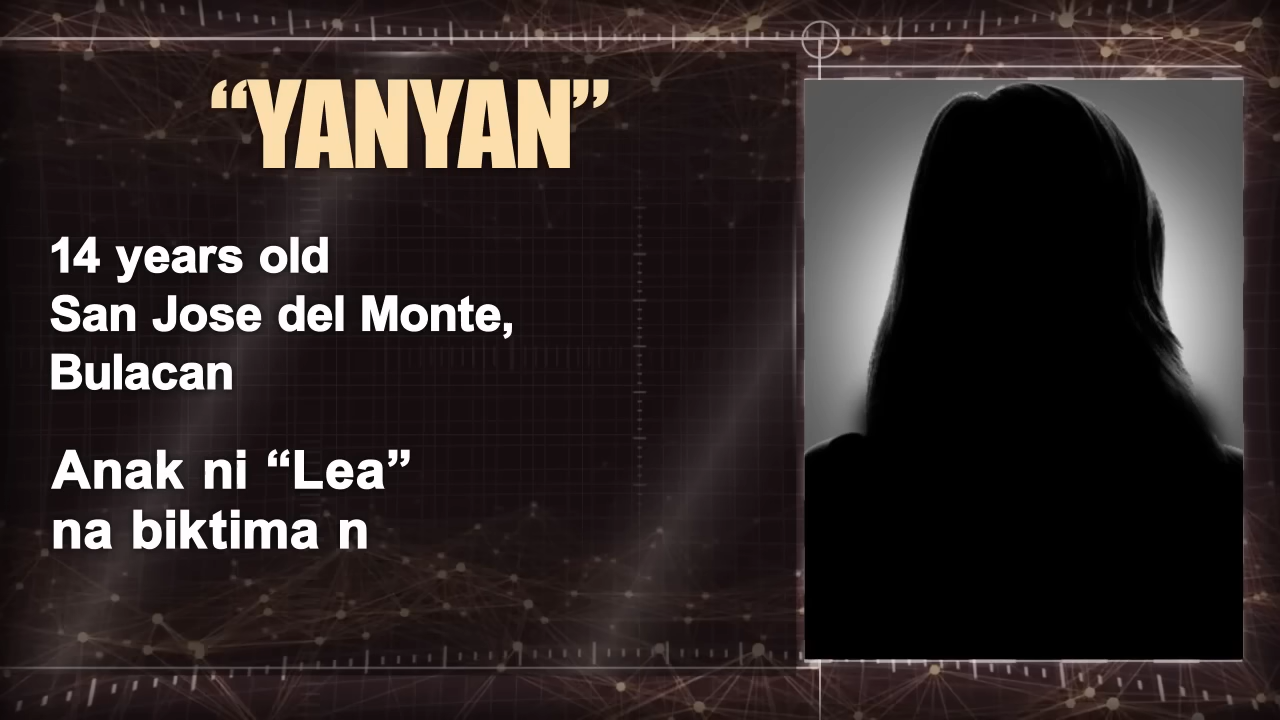 “YANYAN”
14 years old
San Jose del Monte,
Bulacan
Anak ni “Lea”
na biktima n